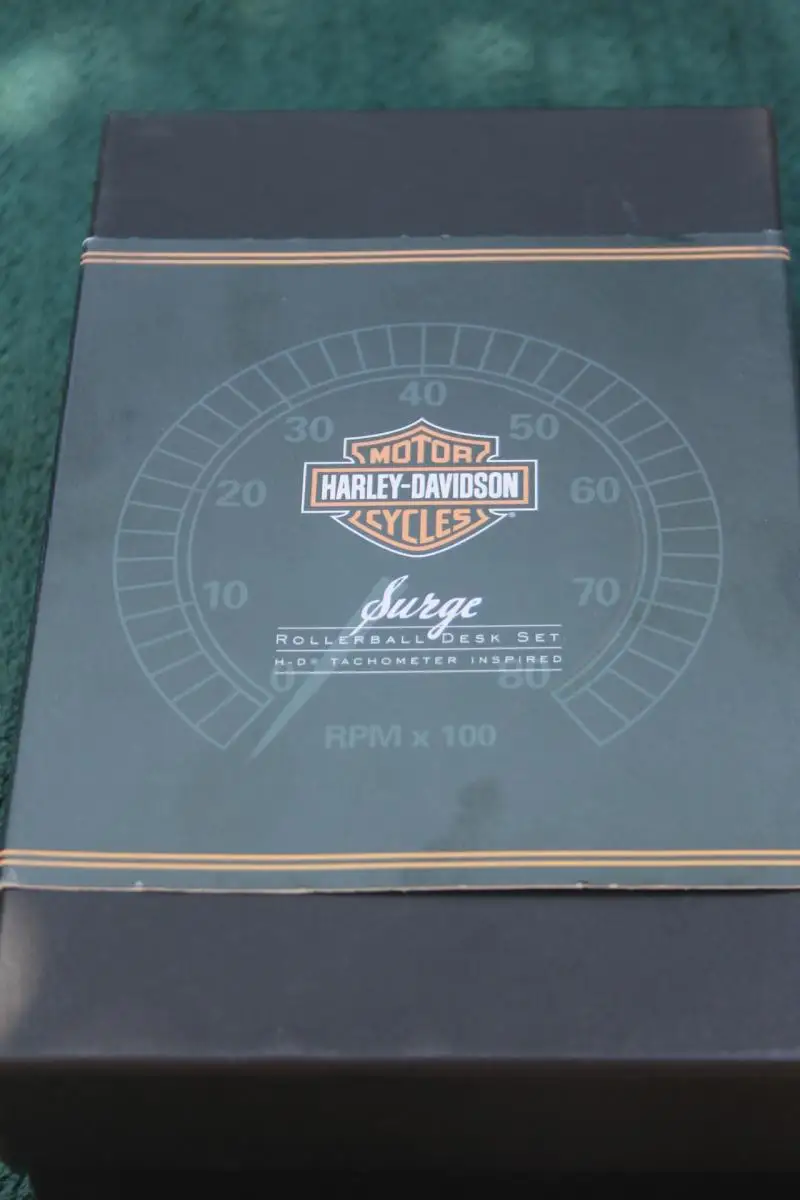 40
30 50
MOTOR
20 HARLEY-DAVIDSON 60
CYCLES ®
10 Surge 70
ROLLERBALL DESK SET
H-D® TACHOMETER INSPIRED
0 80
RPM x 100